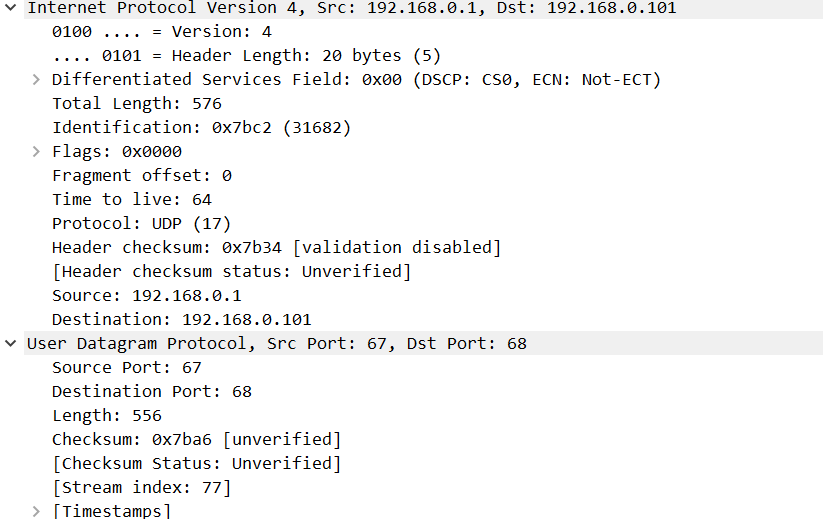 Internet Protocol Version 4, Src: 192.168.0.1, Dst: 192.168.0.101
0100 .... = Version: 4
.... 0101 = Header Length: 20 bytes (5)
Differentiated Services Field: 0x00 (DSCP: CS0, ECN: Not-ECT)
Total Length: 576
Identification: 0x7bc2 (31682)
Flags: 0x0000
Fragment offset: 0
Time to live: 64
Protocol: UDP (17)
Header checksum: 0x7b34 [validation disabled]
[Header checksum status: Unverified]
Source: 192.168.0.1
Destination: 192.168.0.101
User Datagram Protocol, Src Port: 67, Dst Port: 68
Source Port: 67
Destination Port: 68
Length: 556
Checksum: 0x7ba6 [unverified]
[Checksum Status: Unverified]
[Stream index: 77]
[Timestamps]